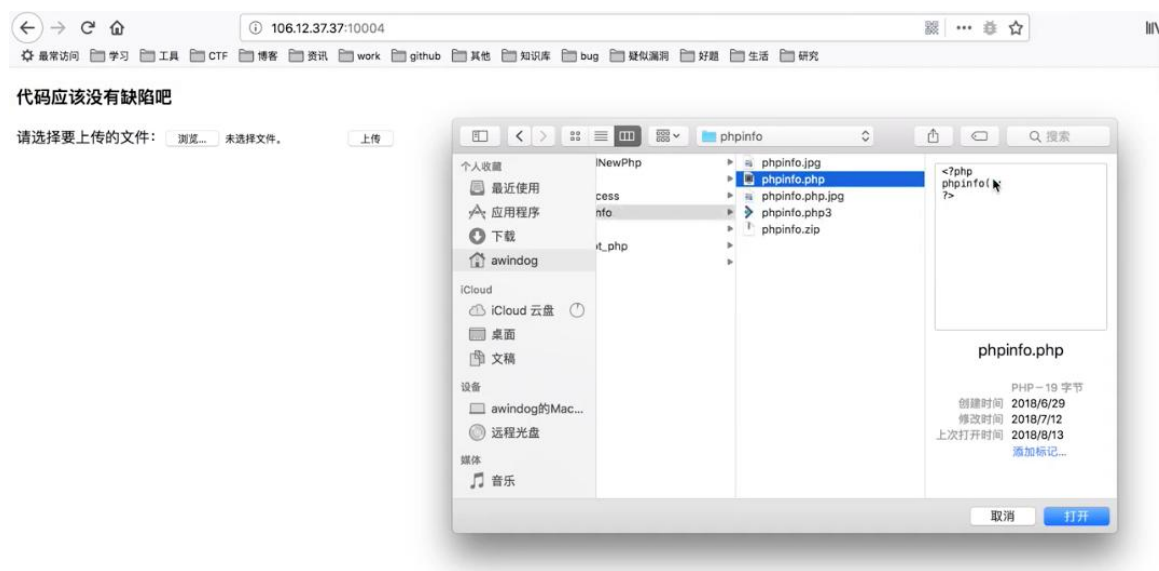 106.12.37.37:10004
最常访问 学习 工具 CTF 博客 资讯 work github 其他 知识库 bug 疑似漏洞 好题 生活 研究
代码应该没有缺陷吧
请选择要上传的文件： 浏览... 未选择文件。 上传
phpinfo
搜索
个人收藏
最近使用
应用程序
下载
awindog
iCloud
iCloud 云盘
桌面
文稿
设备
awindog的Mac...
远程光盘
媒体
音乐
lNewPhp
cess
nfo
t_php
phpinfo.jpg
phpinfo.php
phpinfo.php.jpg
phpinfo.php3
phpinfo.zip
<?php
phpinfo(
?>
phpinfo.php
PHP－19 字节
创建时间 2018/6/29
修改时间 2018/7/12
上次打开时间 2018/8/13
添加标记...
取消 打开